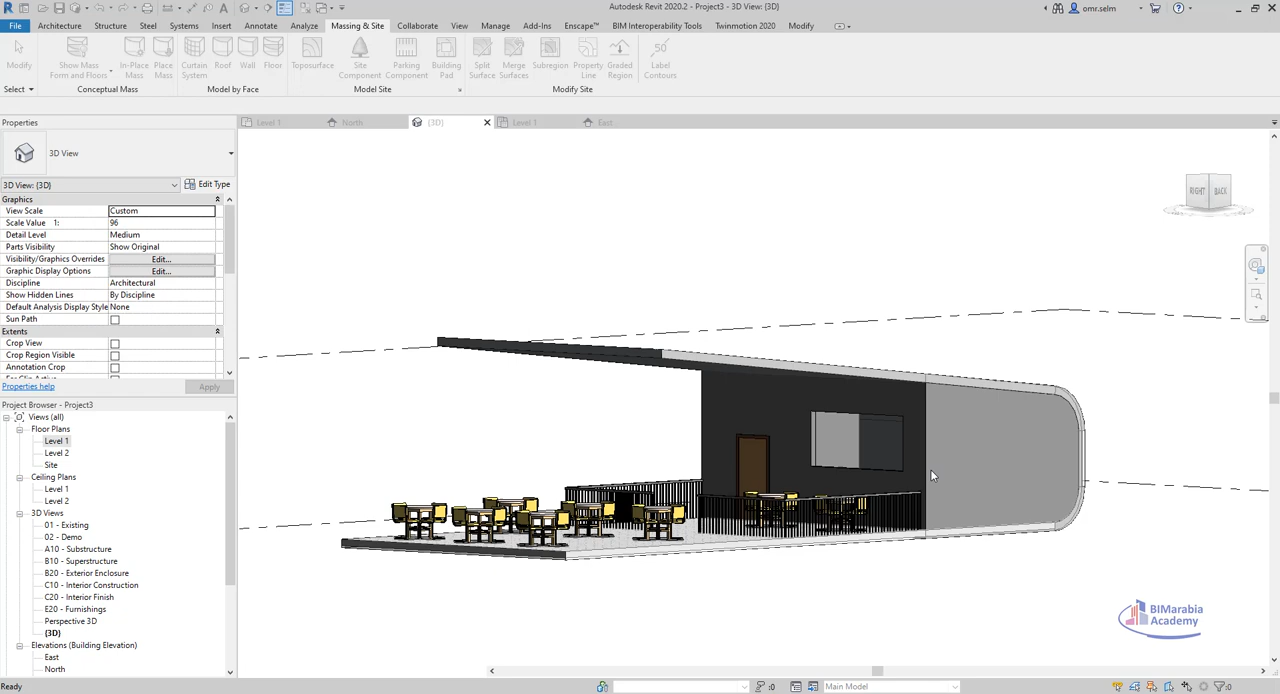 Autodesk Revit 2020.2 - Project3 - 3D View: {3D}
omr.selm
File Architecture Structure Steel Systems Insert Annotate Analyze Massing & Site Collaborate View Manage Add-Ins Enscape™ BIM Interoperability Tools Twinmotion 2020 Modify
Modify
Show Mass Form and Floors
In-Place Mass
Place Mass
Curtain System
Roof
Wall
Floor
Toposurface
Site Component
Parking Component
Building Pad
Split Surface
Merge Surfaces
Subregion
Property Line
Graded Region
50
Label Contours
Select
Conceptual Mass
Model by Face
Model Site
Modify Site
Properties
Level 1
North
{3D}
Level 1
East
3D View
3D View: {3D}
Edit Type
Graphics
View Scale Custom
Scale Value 1: 96
Detail Level Medium
Parts Visibility Show Original
Visibility/Graphics Overrides Edit...
Graphic Display Options Edit...
Discipline Architectural
Show Hidden Lines By Discipline
Default Analysis Display Style None
Sun Path
Extents
Crop View
Crop Region Visible
Annotation Crop
Properties help
Apply
Project Browser - Project3
Views (all)
Floor Plans
Level 1
Level 2
Site
Ceiling Plans
Level 1
Level 2
3D Views
01 - Existing
02 - Demo
A10 - Substructure
B10 - Superstructure
B20 - Exterior Enclosure
C10 - Interior Construction
C20 - Interior Finish
E20 - Furnishings
Perspective 3D
{3D}
Elevations (Building Elevation)
East
North
RIGHT
BACK
BIMarabia
Academy
Ready
:0
Main Model
:0